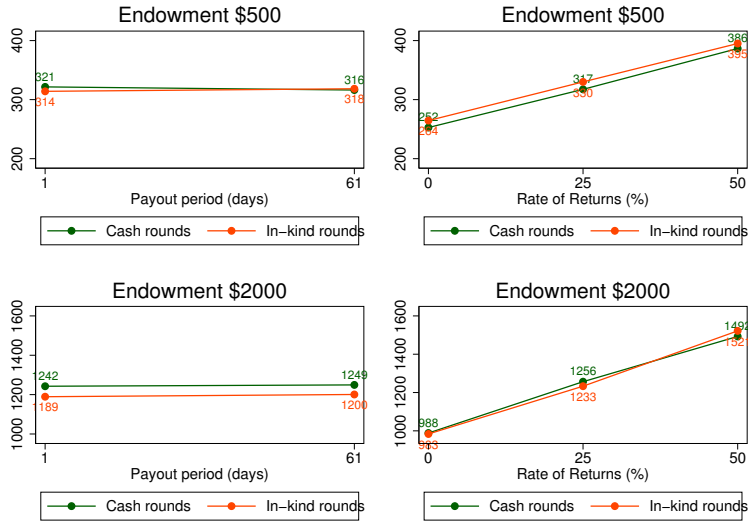 Endowment $500
400
300
200
321
314
316
318
1
61
Payout period (days)
Cash rounds
In−kind rounds
Endowment $500
400
300
200
252
264
317
330
386
395
0
25
50
Rate of Returns (%)
Cash rounds
In−kind rounds
Endowment $2000
1600
1400
1200
1000
1242
1189
1249
1200
1
61
Payout period (days)
Cash rounds
In−kind rounds
Endowment $2000
1600
1400
1200
1000
988
983
1256
1233
1492
0
25
50
Rate of Returns (%)
Cash rounds
In−kind rounds